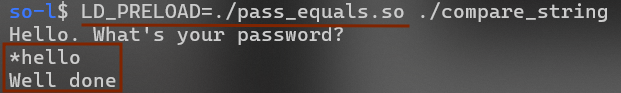 so-l$ LD_PRELOAD=./pass_equals.so ./compare_string
Hello. What's your password?
*hello
Well done